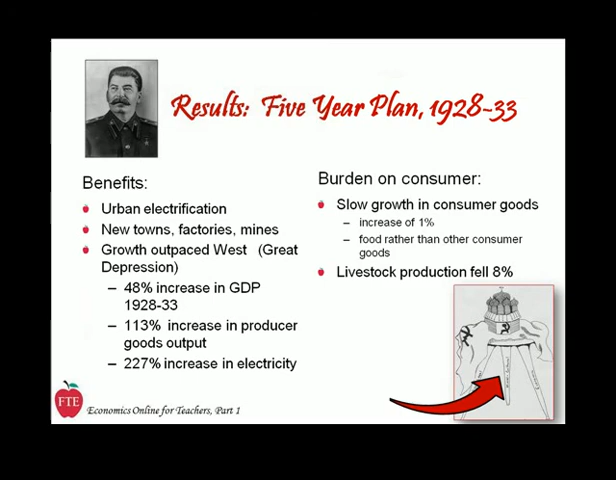 Results: Five Year Plan, 1928-33
Benefits:
Urban electrification
New towns, factories, mines
Growth outpaced West (Great
Depression)
– 48% increase in GDP
1928-33
– 113% increase in producer
goods output
– 227% increase in electricity
Burden on consumer:
Slow growth in consumer goods
– increase of 1%
– food rather than other consumer
goods
Livestock production fell 8%
FTE
Economics Online for Teachers, Part 1